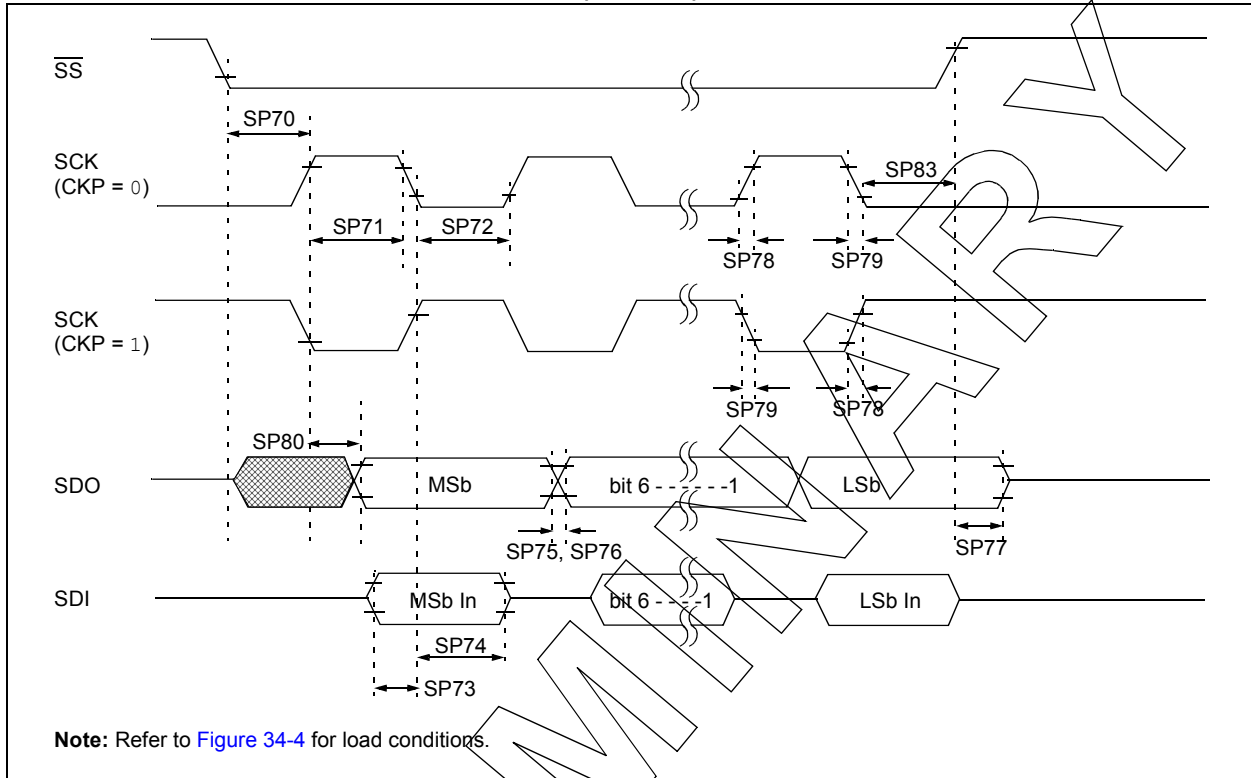 SS
SP70
SCK
(CKP = 0)
SP83
SP71
SP72
SP78
SP79
SCK
(CKP = 1)
SP79
SP78
SP80
SDO
MSb
bit 6 - - - - - -1
LSb
SP75, SP76
SP77
SDI
MSb In
bit 6 - - - -1
LSb In
SP74
SP73
Note: Refer to Figure 34-4 for load conditions.
MINARY